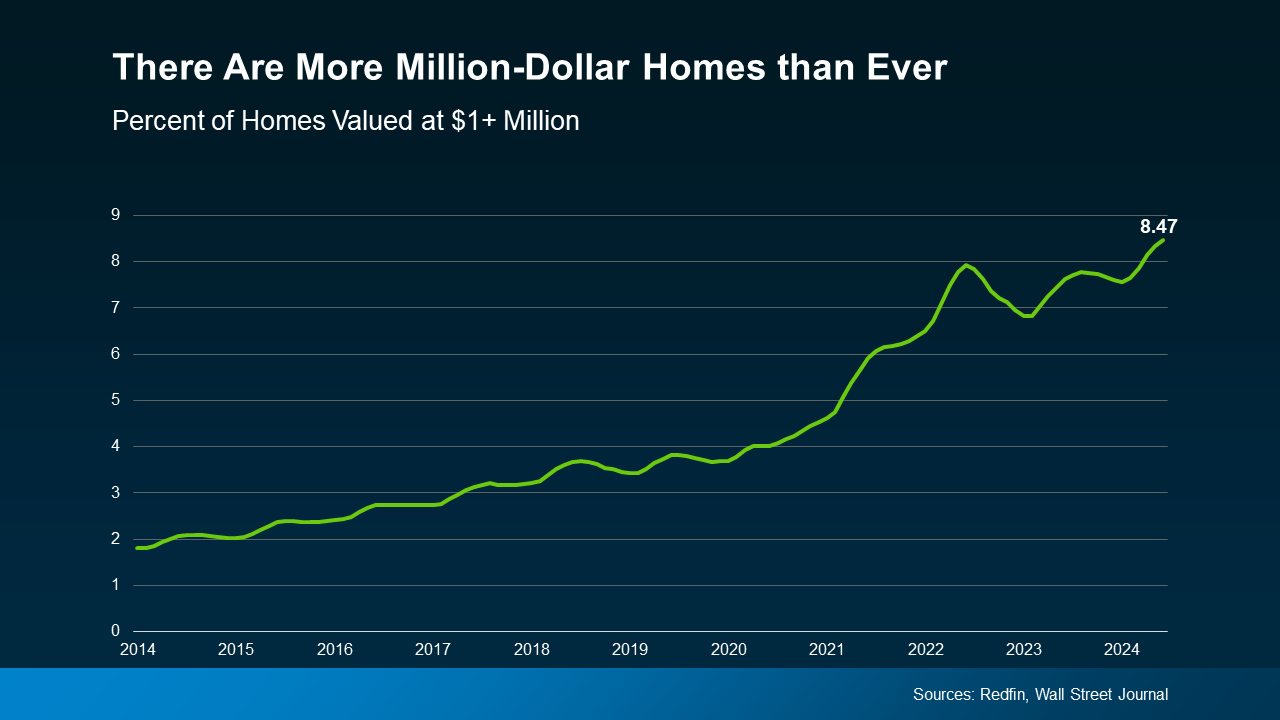 There Are More Million-Dollar Homes than Ever
Percent of Homes Valued at $1+ Million
9
8.47
8
7
6
5
4
3
2
1
0
2014 2015 2016 2017 2018 2019 2020 2021 2022 2023 2024
Sources: Redfin, Wall Street Journal